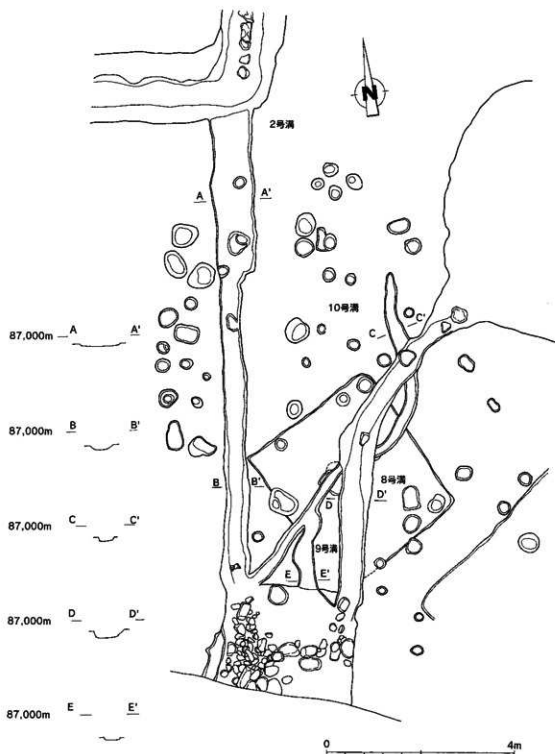 N
2号溝
A A'
10号溝
C C'
87,000m A A'
87,000m B B'
B B'
8号溝
D D'
87,000m C C'
9号溝
E E'
87,000m D D'
87,000m E E'
0 4m